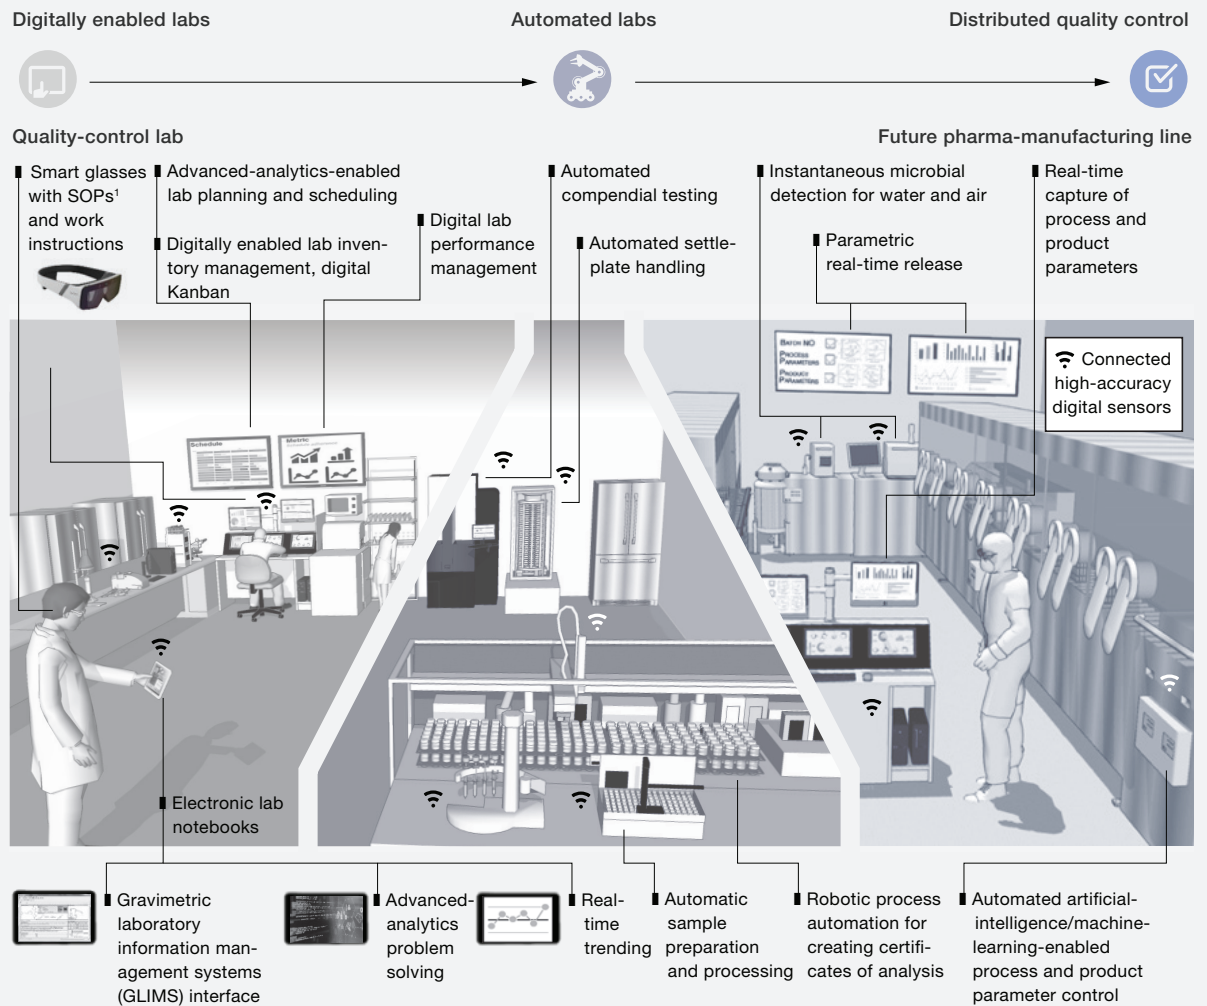 Digitally enabled labs
Automated labs
Distributed quality control
Quality-control lab
Future pharma-manufacturing line
Smart glasses
with SOPs¹
and work
instructions
Advanced-analytics-enabled
lab planning and scheduling
Digitally enabled lab inven-
tory management, digital
Kanban
Digital lab
performance
management
Automated
compendial testing
Automated settle-
plate handling
Instantaneous microbial
detection for water and air
Parametric
real-time release
Real-time
capture of
process and
product
parameters
Connected
high-accuracy
digital sensors
Batch No
Process
Parameters
Product
Parameters
Schedule
Metric
Electronic lab
notebooks
Gravimetric
laboratory
information man-
agement systems
(GLIMS) interface
Advanced-
analytics
problem
solving
Real-
time
trending
Automatic
sample
preparation
and processing
Robotic process
automation for
creating certifi-
cates of analysis
Automated artificial-
intelligence/machine-
learning-enabled
process and product
parameter control